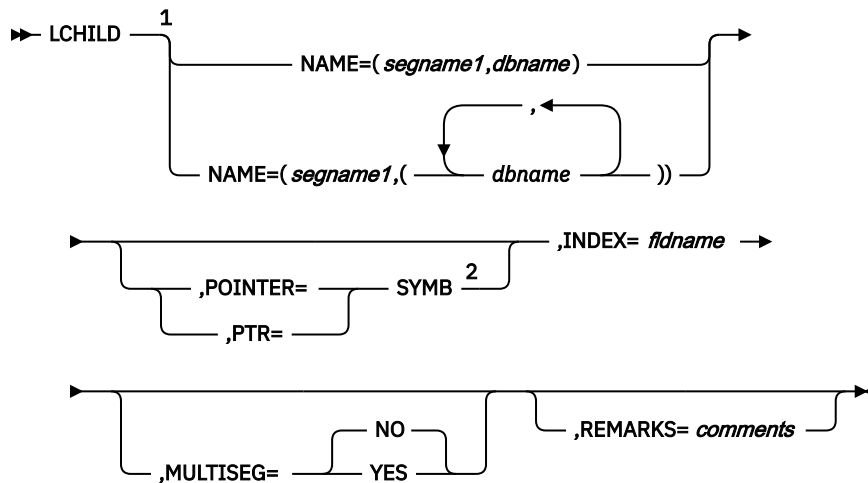 1
LCHILD
NAME=(segname1,dbname)
,
NAME=(segname1,( dbname ))
,INDEX= fldname
,POINTER= SYMB 2
,PTR=
NO
,MULTISEG= YES
,REMARKS= comments